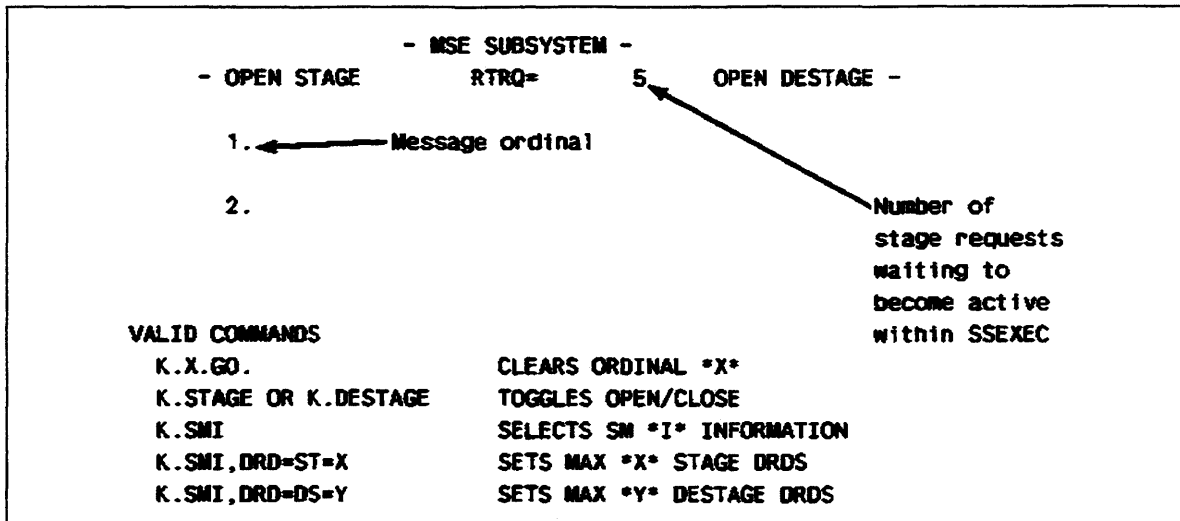 - MSE SUBSYSTEM -
- OPEN STAGE RTRQ= 5 OPEN DESTAGE -
1. Message ordinal
2.
Number of
stage requests
waiting to
become active
within SSEXEC
VALID COMMANDS
K.X.GO. CLEARS ORDINAL *X*
K.STAGE OR K.DESTAGE TOGGLES OPEN/CLOSE
K.SMI SELECTS SM *I* INFORMATION
K.SMI,DRD=ST=X SETS MAX *X* STAGE DRDS
K.SMI,DRD=DS=Y SETS MAX *Y* DESTAGE DRDS